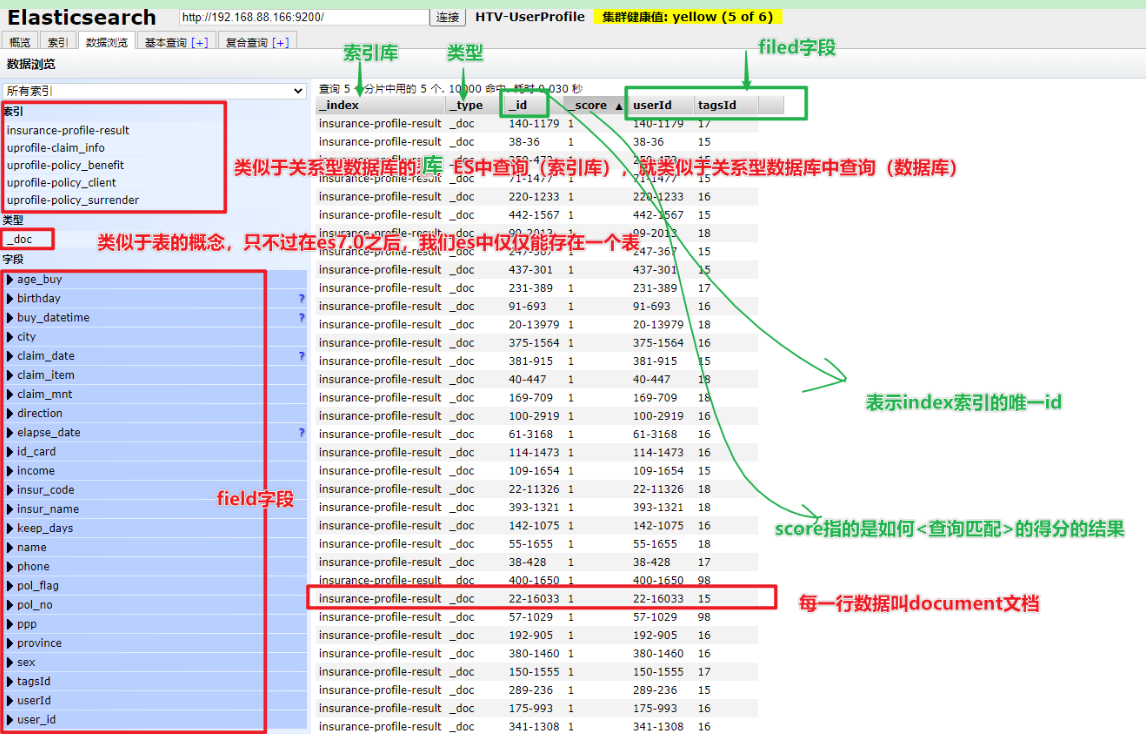 Elasticsearch http://192.168.88.166:9200/ 连接 HTV-UserProfile 集群健康值: yellow (5 of 6)
概览 索引 数据浏览 基本查询 [+] 复合查询 [+]
数据浏览
索引库 类型 filed字段
所有索引
查询 5 个分片中用的 5 个. 10000 命中. 耗时 0.030 秒
_index _type _id _score ▲ userId tagsId
索引
insurance-profile-result
uprofile-claim_info
uprofile-policy_benefit
uprofile-policy_client
uprofile-policy_surrender
类似于关系型数据库的 库 ES中查询（索引库），就类似于关系型数据库中查询（数据库）
类型
_doc
类似于表的概念，只不过在es7.0之后，我们es中仅仅能存在一个表
字段
age_buy
birthday ?
buy_datetime ?
city
claim_date ?
claim_item
claim_mnt
direction
elapse_date ?
id_card
income
insur_code
insur_name
keep_days
name
phone
pol_flag
pol_no
ppp
province
sex
tagsId
userId
user_id
field字段
insurance-profile-result _doc 140-1179 1 140-1179 17
insurance-profile-result _doc 38-36 1 38-36 15
insurance-profile-result _doc 71-1477
insurance-profile-result _doc 220-1233 1 220-1233 16
insurance-profile-result _doc 442-1567 1 442-1567 15
insurance-profile-result _doc 99-2013 18
insurance-profile-result _doc 247-367 1 247-367 15
insurance-profile-result _doc 437-301 1 437-301 15
insurance-profile-result _doc 231-389 1 231-389 17
insurance-profile-result _doc 91-693 1 91-693 16
insurance-profile-result _doc 20-13979 1 20-13979 18
insurance-profile-result _doc 375-1564 1 375-1564 16
insurance-profile-result _doc 381-915 1 381-915 15
insurance-profile-result _doc 40-447 1 40-447 18
insurance-profile-result _doc 169-709 1 169-709 18
insurance-profile-result _doc 100-2919 1 100-2919 16
insurance-profile-result _doc 61-3168 1 61-3168 16
insurance-profile-result _doc 114-1473 1 114-1473 16
insurance-profile-result _doc 109-1654 1 109-1654 15
insurance-profile-result _doc 22-11326 1 22-11326 18
insurance-profile-result _doc 393-1321 1 393-1321 18
insurance-profile-result _doc 142-1075 1 142-1075 16
insurance-profile-result _doc 55-1655 1 55-1655 18
insurance-profile-result _doc 38-428 1 38-428 17
insurance-profile-result _doc 400-1650 1 400-1650 98
insurance-profile-result _doc 22-16033 1 22-16033 15
insurance-profile-result _doc 57-1029 1 57-1029 98
insurance-profile-result _doc 192-905 1 192-905 16
insurance-profile-result _doc 380-1460 1 380-1460 16
insurance-profile-result _doc 150-1555 1 150-1555 17
insurance-profile-result _doc 289-236 1 289-236 15
insurance-profile-result _doc 175-993 1 175-993 16
insurance-profile-result _doc 341-1308 1 341-1308 16
表示index索引的唯一id
score指的是如何<查询匹配>的得分的结果
每一行数据叫document文档